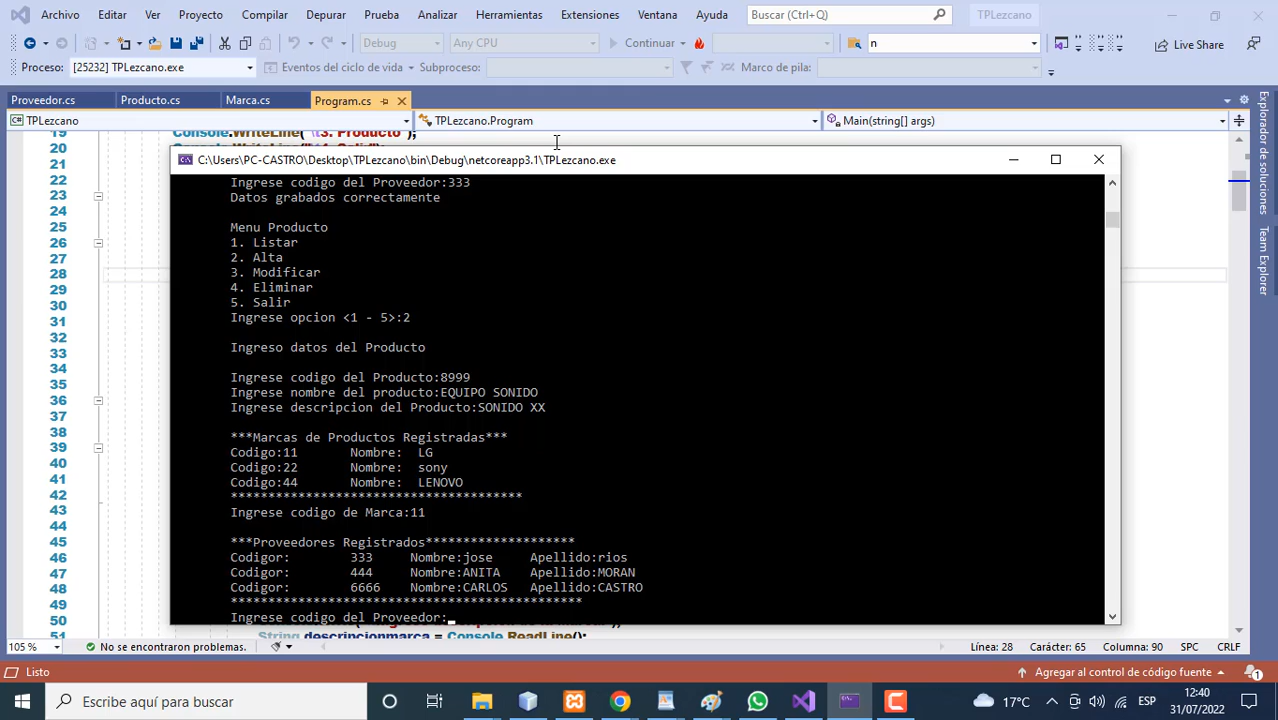 Archivo Editar Ver Proyecto Compilar Depurar Prueba Analizar Herramientas Extensiones Ventana Ayuda Buscar (Ctrl+Q) TPLezcano
Debug Any CPU Continuar n Live Share
Proceso: [25232] TPLezcano.exe Eventos del ciclo de vida Subproceso: Marco de pila:
Proveedor.cs Producto.cs Marca.cs Program.cs
TPLezcano TPLezcano.Program Main(string[] args)
19 Console.WriteLine("\t3. Producto");
20
C:\Users\PC-CASTRO\Desktop\TPLezcano\bin\Debug\netcoreapp3.1\TPLezcano.exe
Ingrese codigo del Proveedor:333
Datos grabados correctamente
Menu Producto
1. Listar
2. Alta
3. Modificar
4. Eliminar
5. Salir
Ingrese opcion <1 - 5>:2
Ingreso datos del Producto
Ingrese codigo del Producto:8999
Ingrese nombre del producto:EQUIPO SONIDO
Ingrese descripcion del Producto:SONIDO XX
***Marcas de Productos Registradas***
Codigo:11 Nombre: LG
Codigo:22 Nombre: sony
Codigo:44 Nombre: LENOVO
***************************************
Ingrese codigo de Marca:11
***Proveedores Registrados********************
Codigor: 333 Nombre:jose Apellido:rios
Codigor: 444 Nombre:ANITA Apellido:MORAN
Codigor: 6666 Nombre:CARLOS Apellido:CASTRO
***********************************************
Ingrese codigo del Proveedor:
21
22
23
24
25
26
27
28
29
30
31
32
33
34
35
36
37
38
39
40
41
42
43
44
45
46
47
48
49
50
51 String descripcionmarca = Console.ReadLine();
Explorador de soluciones
Team Explorer
105 % No se encontraron problemas. Línea: 28 Carácter: 65 Columna: 90 SPC CRLF
Listo Agregar al control de código fuente 1
Escribe aquí para buscar 17°C ESP 12:40
31/07/2022